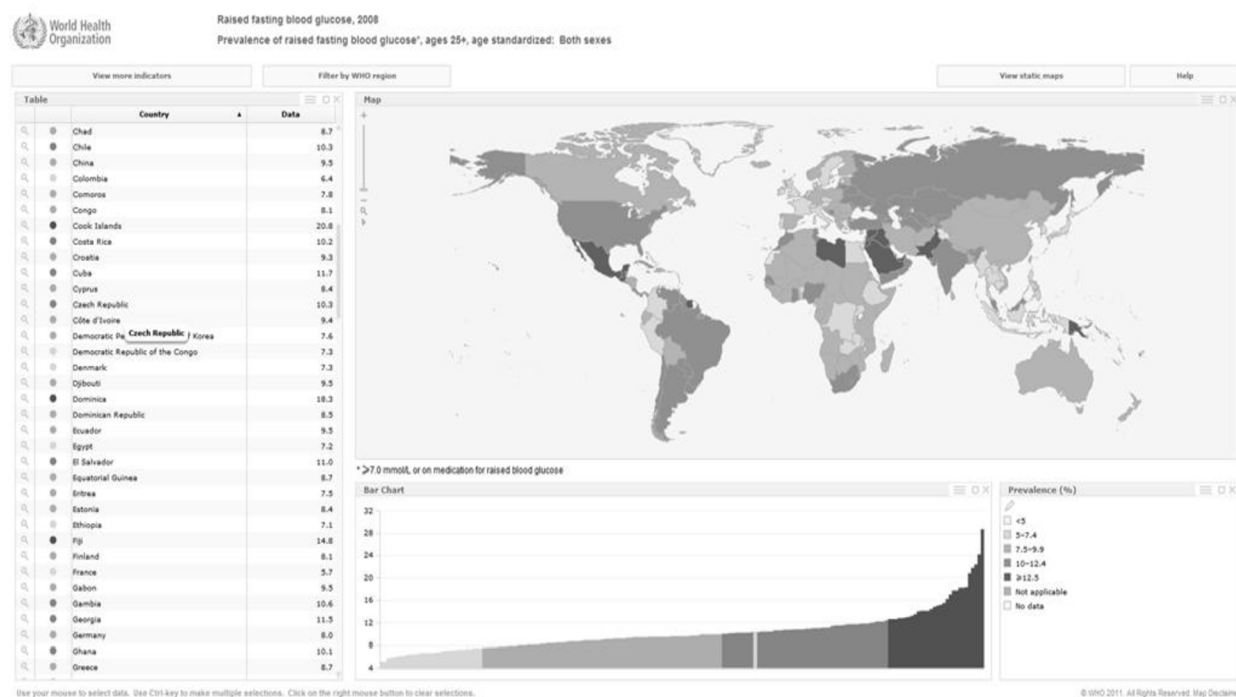 World Health
Organization
Raised fasting blood glucose, 2008
Prevalence of raised fasting blood glucose*, ages 25+, age standardized: Both sexes
View more indicators
Filter by WHO region
View static maps
Help
Table
Country
Data
Chad 8.7
Chile 10.3
China 9.5
Colombia 6.4
Comoros 7.8
Congo 8.1
Cook Islands 20.8
Costa Rica 10.2
Croatia 9.3
Cuba 11.7
Cyprus 8.4
Czech Republic 10.3
Côte d'Ivoire 9.4
Democratic Pe Czech Republic f Korea 7.6
Democratic Republic of the Congo 7.3
Denmark 7.3
Djibouti 9.5
Dominica 18.3
Dominican Republic 8.5
Ecuador 9.5
Egypt 7.2
El Salvador 11.0
Equatorial Guinea 8.7
Eritrea 7.5
Estonia 8.4
Ethiopia 7.1
Fiji 14.8
Finland 8.1
France 5.7
Gabon 9.5
Gambia 10.6
Georgia 11.5
Germany 8.0
Ghana 10.1
Greece 8.7
Map
* ⩾7.0 mmol/L or on medication for raised blood glucose
Bar Chart
32
28
24
20
16
12
8
4
Prevalence (%)
<5
5-7.4
7.5-9.9
10-12.4
⩾12.5
Not applicable
No data
Use your mouse to select data. Use Ctrl-key to make multiple selections. Click on the right mouse button to clear selections.
© WHO 2011. All Rights Reserved. Map Disclaime